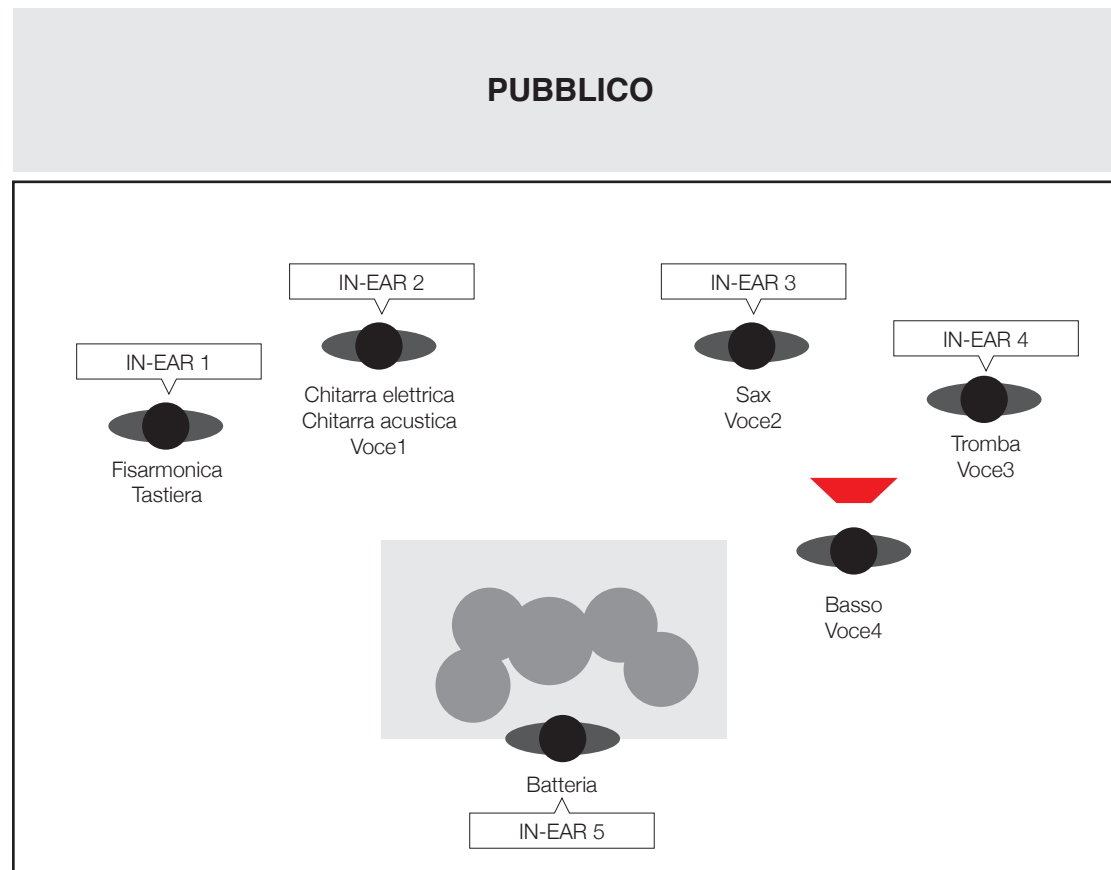 PUBBLICO
IN-EAR 2
IN-EAR 3
IN-EAR 4
IN-EAR 1
Chitarra elettrica
Chitarra acustica
Voce1
Sax
Voce2
Tromba
Voce3
Fisarmonica
Tastiera
Basso
Voce4
Batteria
IN-EAR 5